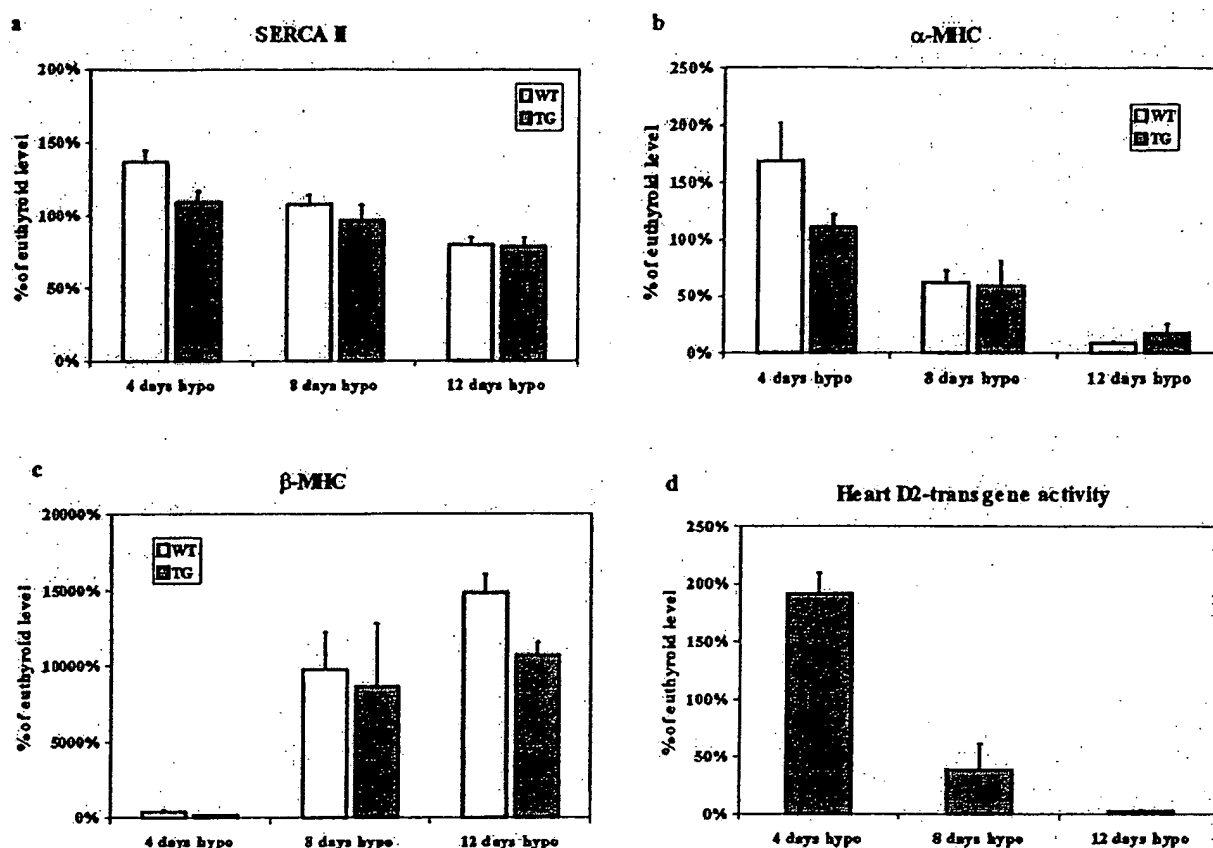 a
SERCA II
200%
150%
100%
50%
0%
% of euthyroid level
WT
TG
4 days hypo
8 days hypo
12 days hypo
b
α-MHC
250%
200%
150%
100%
50%
0%
% of euthyroid level
WT
TG
4 days hypo
8 days hypo
12 days hypo
c
β-MHC
20000%
15000%
10000%
5000%
0%
% of euthyroid level
WT
TG
4 days hypo
8 days hypo
12 days hypo
d
Heart D2-transgene activity
250%
200%
150%
100%
50%
0%
% of euthyroid level
4 days hypo
8 days hypo
12 days hypo